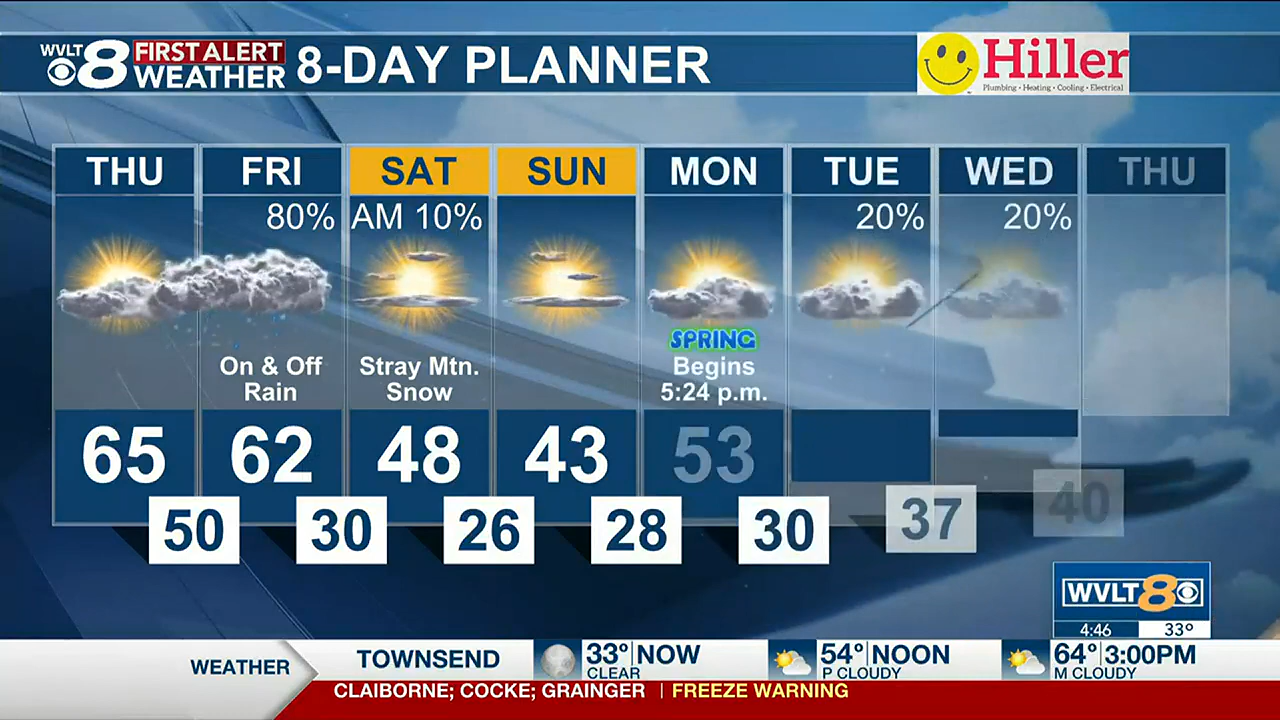 WVLT 8 FIRST ALERT WEATHER 8-DAY PLANNER
Hiller
Plumbing • Heating • Cooling • Electrical
THU FRI SAT SUN MON TUE WED THU
80% AM 10% 20% 20%
SPRING
On & Off Stray Mtn. Begins
Rain Snow 5:24 p.m.
65 62 48 43 53
50 30 26 28 30 37 40
WVLT 8
4:46 33°
WEATHER
TOWNSEND 33° NOW 54° NOON 64° 3:00PM
CLEAR P CLOUDY M CLOUDY
CLAIBORNE; COCKE; GRAINGER | FREEZE WARNING